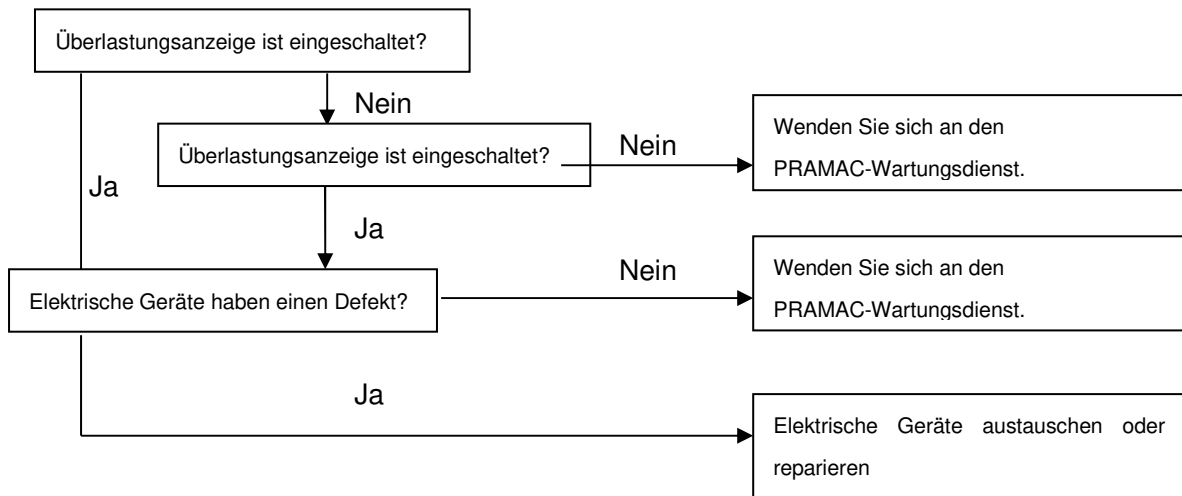 Überlastungsanzeige ist eingeschaltet?
Nein
Überlastungsanzeige ist eingeschaltet?
Nein
Wenden Sie sich an den
PRAMAC-Wartungsdienst.
Ja
Ja
Elektrische Geräte haben einen Defekt?
Nein
Wenden Sie sich an den
PRAMAC-Wartungsdienst.
Ja
Elektrische Geräte austauschen oder
reparieren